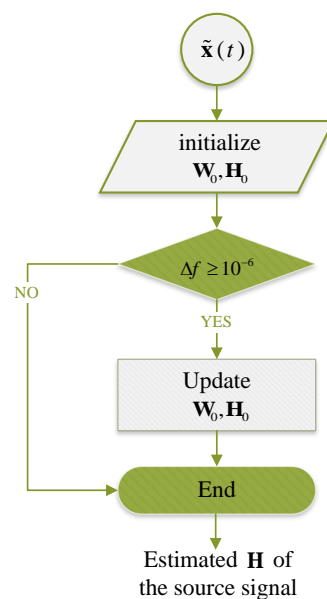 x̃(t)
initialize
W₀,H₀
Δf ≥10⁻⁶
NO
YES
Update
W₀,H₀
End
Estimated H of
the source signal